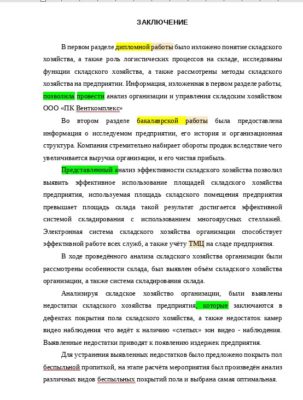 ЗАКЛЮЧЕНИЕ
В первом разделе дипломной работы было изложено понятие складского
хозяйства, а также роль логистических процессов на складе, исследованы
функции складского хозяйства, а также рассмотрены методы складского
хозяйства на предприятии. Информация, изложенная в первом разделе работы,
позволила провести анализ организации и управления складским хозяйством
ООО «ПК Венткомплекс»
Во втором разделе бакалаврской работы была предоставлена
информация о исследуемом предприятии, его история и организационная
структура. Компания стремительно набирает обороты продаж вследствие чего
увеличивается выручка организации, и его чистая прибыль.
Представленный анализ эффективности складского хозяйства позволил
выявить эффективное использование площадей складского хозяйства
предприятия, используема площадь складского помещения предприятия
превышает площадь склада такой результат достигается эффективной
системой складирования с использованием многоярусных стеллажей.
Электронная система складского хозяйства организации способствует
эффективной работе всех служб, а также учёту ТМЦ на складе предприятия.
В ходе проведённого анализа складского хозяйства организации были
рассмотрены особенности склада, был выявлен объём складского хозяйства
организации, а также система складирования склада.
Анализируя складское хозяйство организации, были выявлены
недостатки складского хозяйства предприятия, которые заключаются в
дефектах покрытия пола складского хозяйства, а также недостаток камер
видео наблюдения что ведёт к наличию «слепых» зон видео - наблюдения.
Выявленные недостатки приводит к появлению издержек предприятий.
Для устранения выявленных недостатков было предложено покрыть пол
беспыльной пропиткой, на этапе расчёта мероприятия был произведён анализ
различных видов беспыльных покрытий пола и выбрана самая оптимальная.